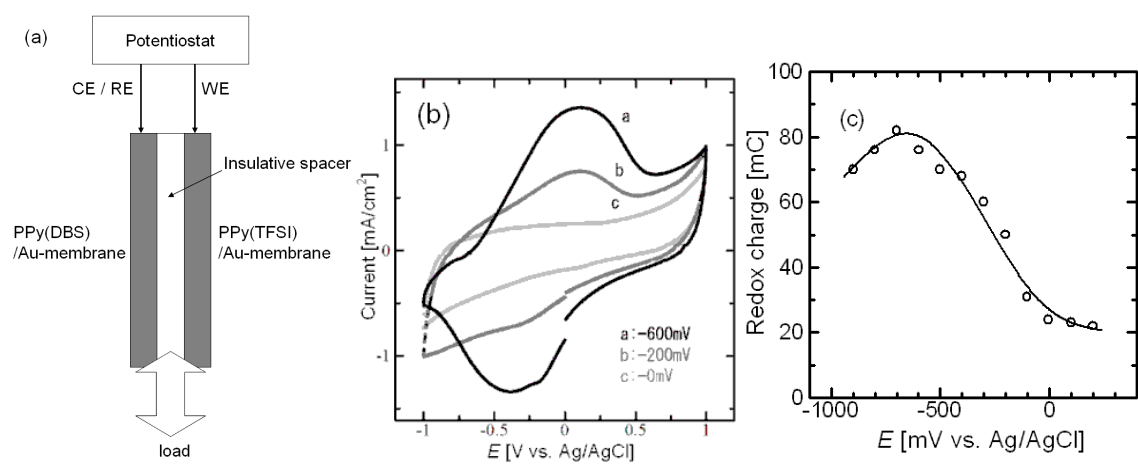 (a)
Potentiostat
CE / RE
WE
Insulative spacer
PPy(DBS)
/Au-membrane
PPy(TFSI)
/Au-membrane
load
(b)
a
b
c
1
0
-1
Current [mA/cm²]
a:-600mV
b:-200mV
c:-0mV
-1 -0.5 0 0.5 1
E [V vs. Ag/AgCl]
(c)
100
80
60
40
20
0
Redox charge [mC]
-1000 -500 0
E [mV vs. Ag/AgCl]